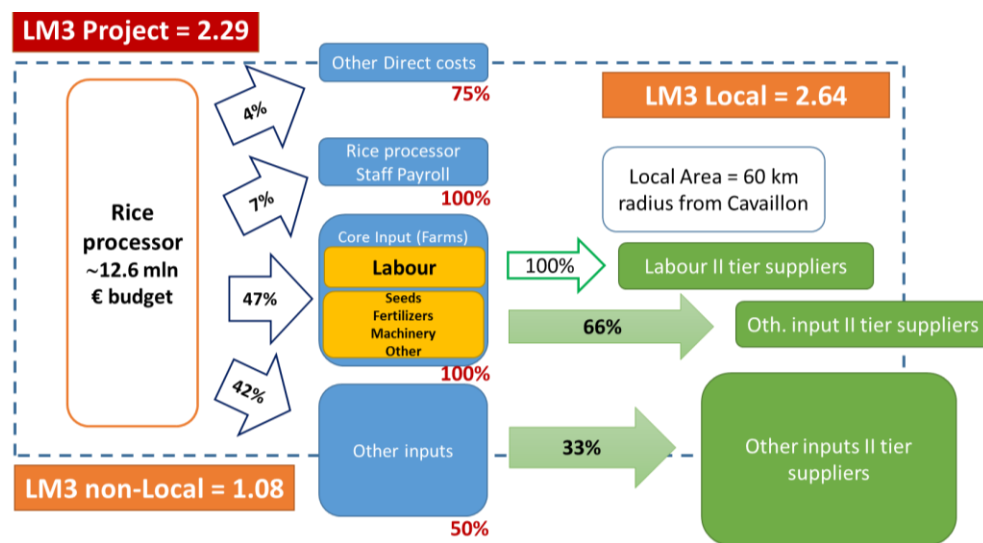 LM3 Project = 2.29
Other Direct costs
75%
4%
LM3 Local = 2.64
Rice processor
Staff Payroll
100%
7%
Local Area = 60 km
radius from Cavaillon
Rice
processor
~12.6 mln
€ budget
Core Input (Farms)
Labour
100%
Labour II tier suppliers
47%
Seeds
Fertilizers
Machinery
Other
100%
66%
Oth. input II tier suppliers
42%
Other inputs
50%
33%
Other inputs II tier
suppliers
LM3 non-Local = 1.08